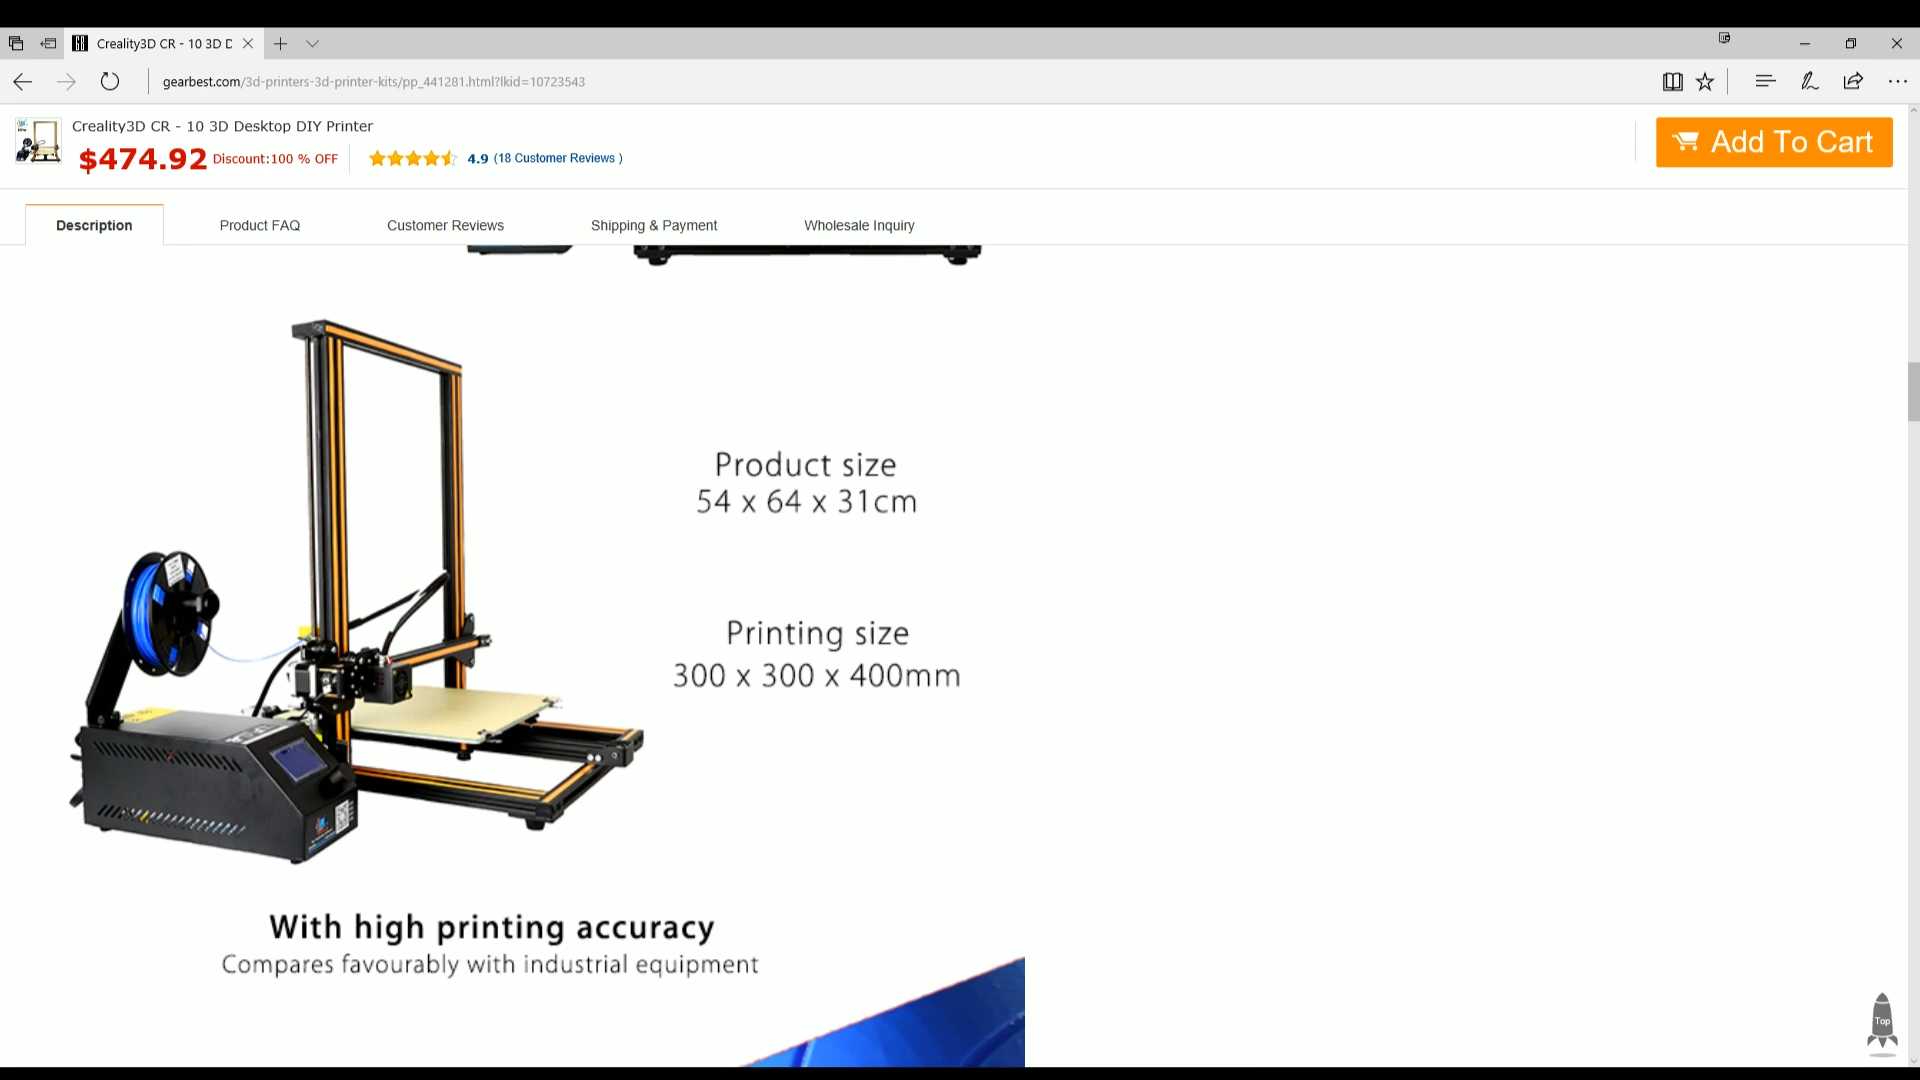 Creality3D CR - 10 3D D
gearbest.com/3d-printers-3d-printer-kits/pp_441281.html?lkid=10723543
Creality3D CR - 10 3D Desktop DIY Printer
$474.92 Discount:100 % OFF 4.9 (18 Customer Reviews )
Add To Cart
Description Product FAQ Customer Reviews Shipping & Payment Wholesale Inquiry
Product size
54 x 64 x 31cm
Printing size
300 x 300 x 400mm
With high printing accuracy
Compares favourably with industrial equipment
Top